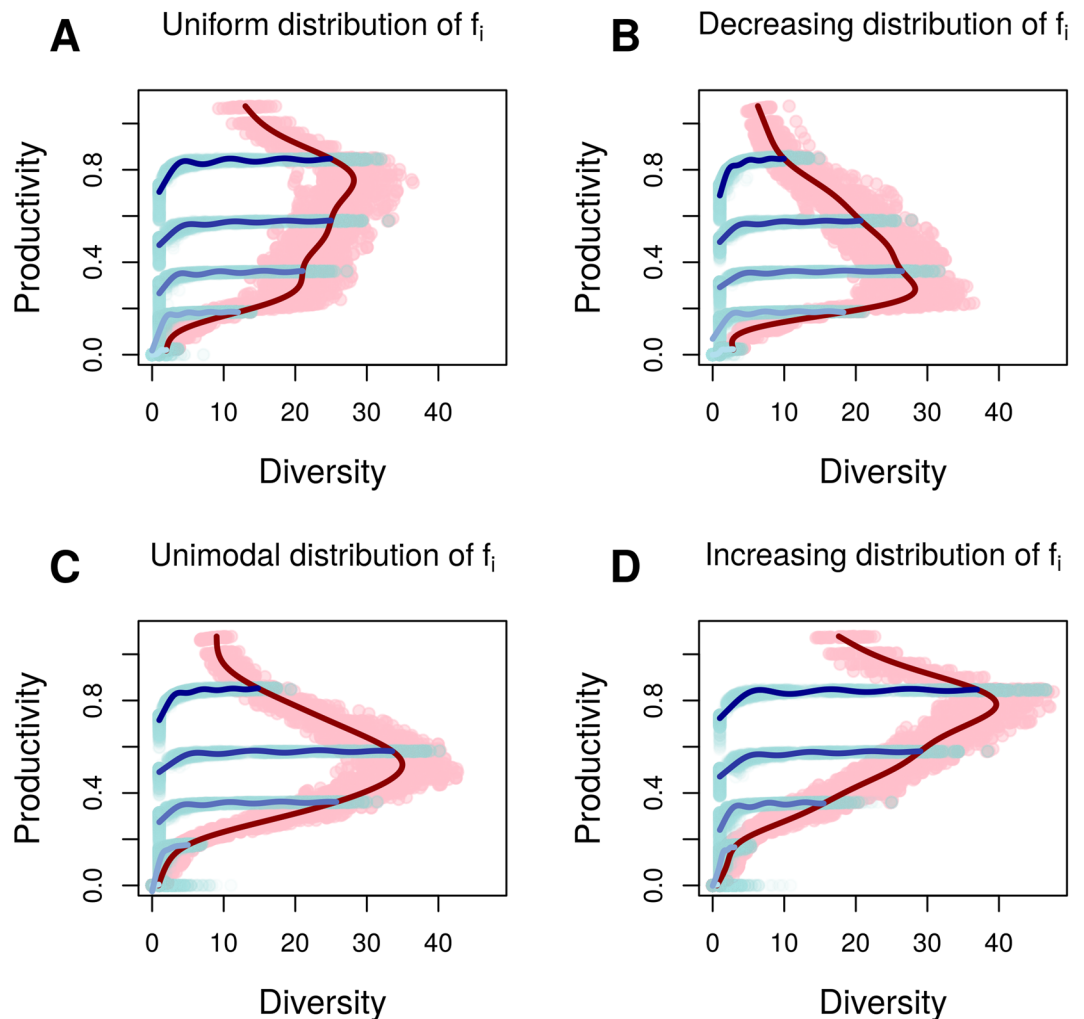 A
Uniform distribution of fi
Productivity
0.0 0.4 0.8
0 10 20 30 40
Diversity
B
Decreasing distribution of fi
Productivity
0.0 0.4 0.8
0 10 20 30 40
Diversity
C
Unimodal distribution of fi
Productivity
0.0 0.4 0.8
0 10 20 30 40
Diversity
D
Increasing distribution of fi
Productivity
0.0 0.4 0.8
0 10 20 30 40
Diversity